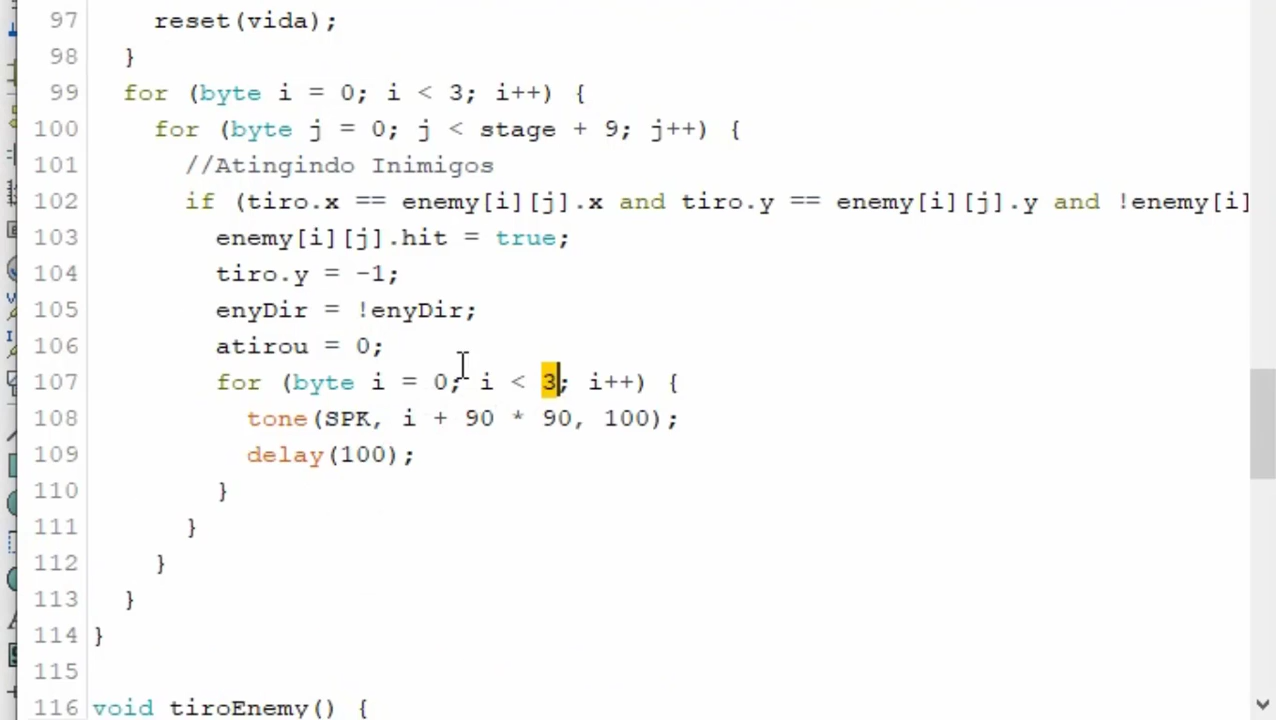 97 reset(vida);
98 }
99 for (byte i = 0; i < 3; i++) {
100 for (byte j = 0; j < stage + 9; j++) {
101 //Atingindo Inimigos
102 if (tiro.x == enemy[i][j].x and tiro.y == enemy[i][j].y and !enemy[i]
103 enemy[i][j].hit = true;
104 tiro.y = -1;
105 enyDir = !enyDir;
106 atirou = 0;
107 for (byte i = 0; i < 3; i++) {
108 tone(SPK, i + 90 * 90, 100);
109 delay(100);
110 }
111 }
112 }
113 }
114 }
115
116 void tiroEnemy() {